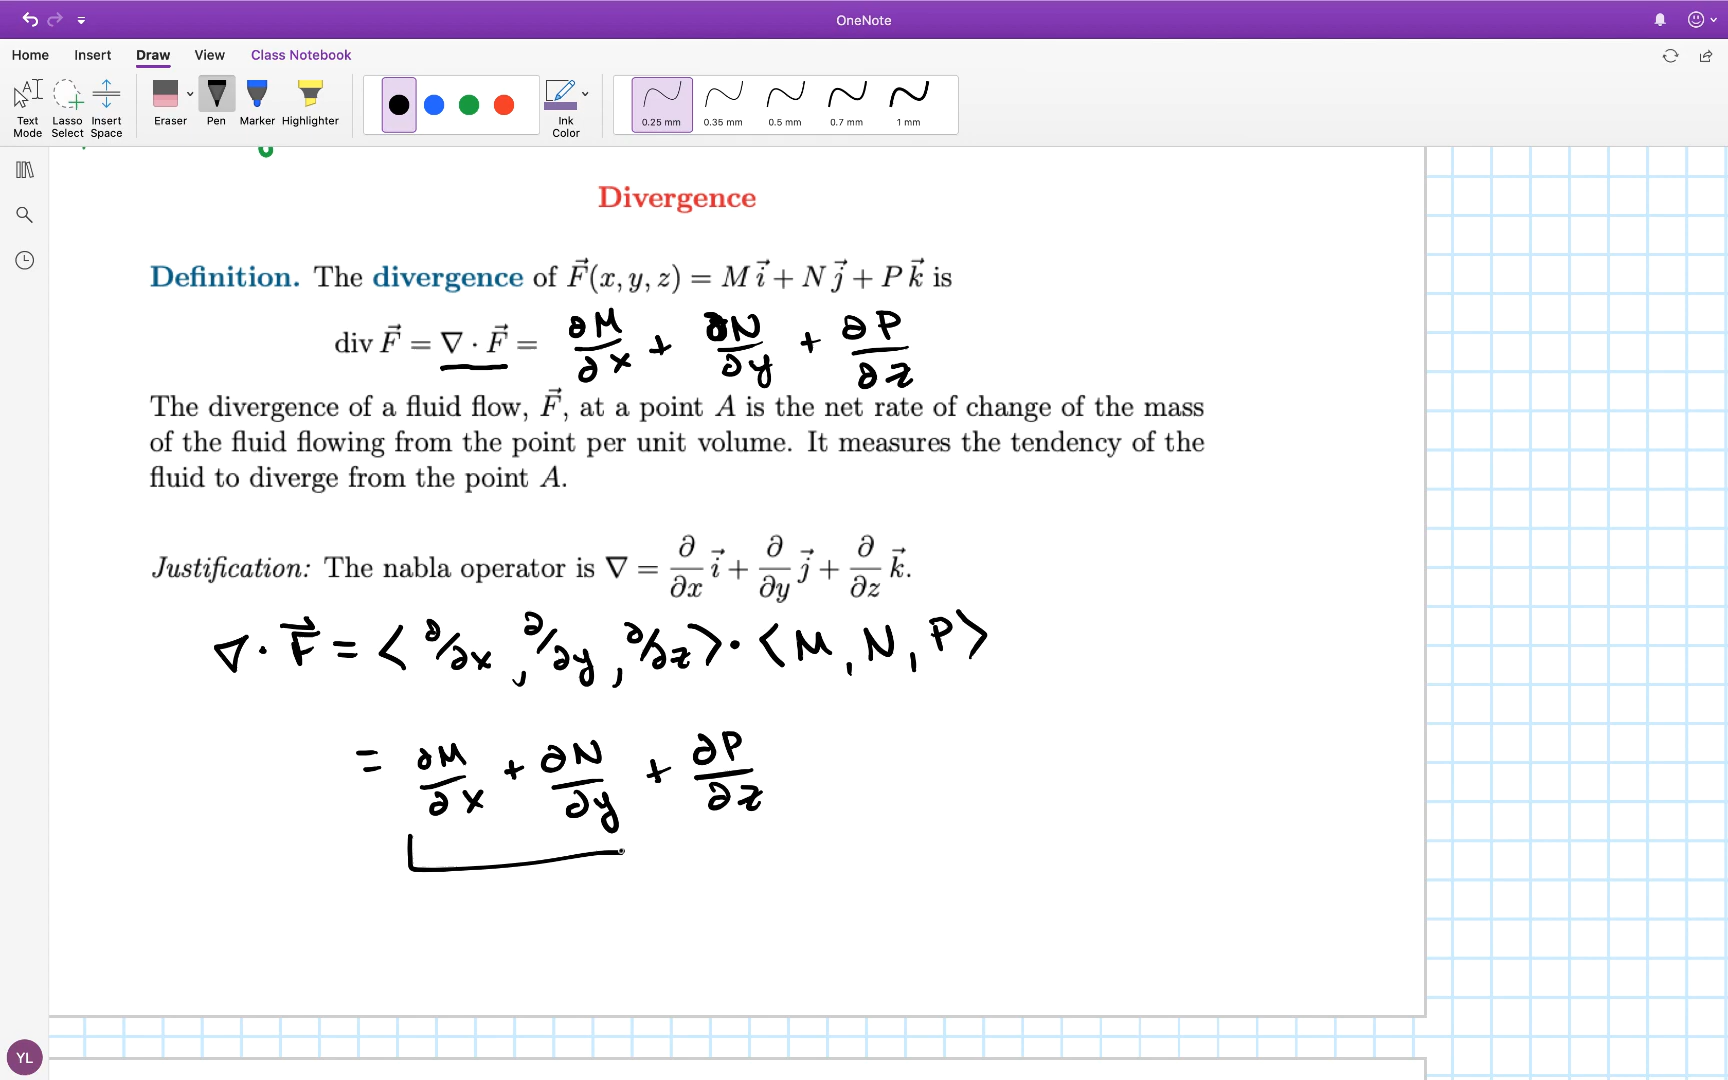 OneNote
Home Insert Draw View Class Notebook
Text Mode Lasso Select Insert Space Eraser Pen Marker Highlighter Ink Color 0.25 mm 0.35 mm 0.5 mm 0.7 mm 1 mm
Divergence
Definition. The divergence of F⃗(x, y, z) = M i⃗ + N j⃗ + P k⃗ is
div F⃗ = ∇ · F⃗ = ∂M/∂x + ∂N/∂y + ∂P/∂z
The divergence of a fluid flow, F⃗, at a point A is the net rate of change of the mass
of the fluid flowing from the point per unit volume. It measures the tendency of the
fluid to diverge from the point A.
Justification: The nabla operator is ∇ = ∂/∂x i⃗ + ∂/∂y j⃗ + ∂/∂z k⃗.
∇ · F⃗ = ⟨ ∂/∂x , ∂/∂y , ∂/∂z ⟩ · ⟨ M , N , P ⟩
= ∂M/∂x + ∂N/∂y + ∂P/∂z
YL